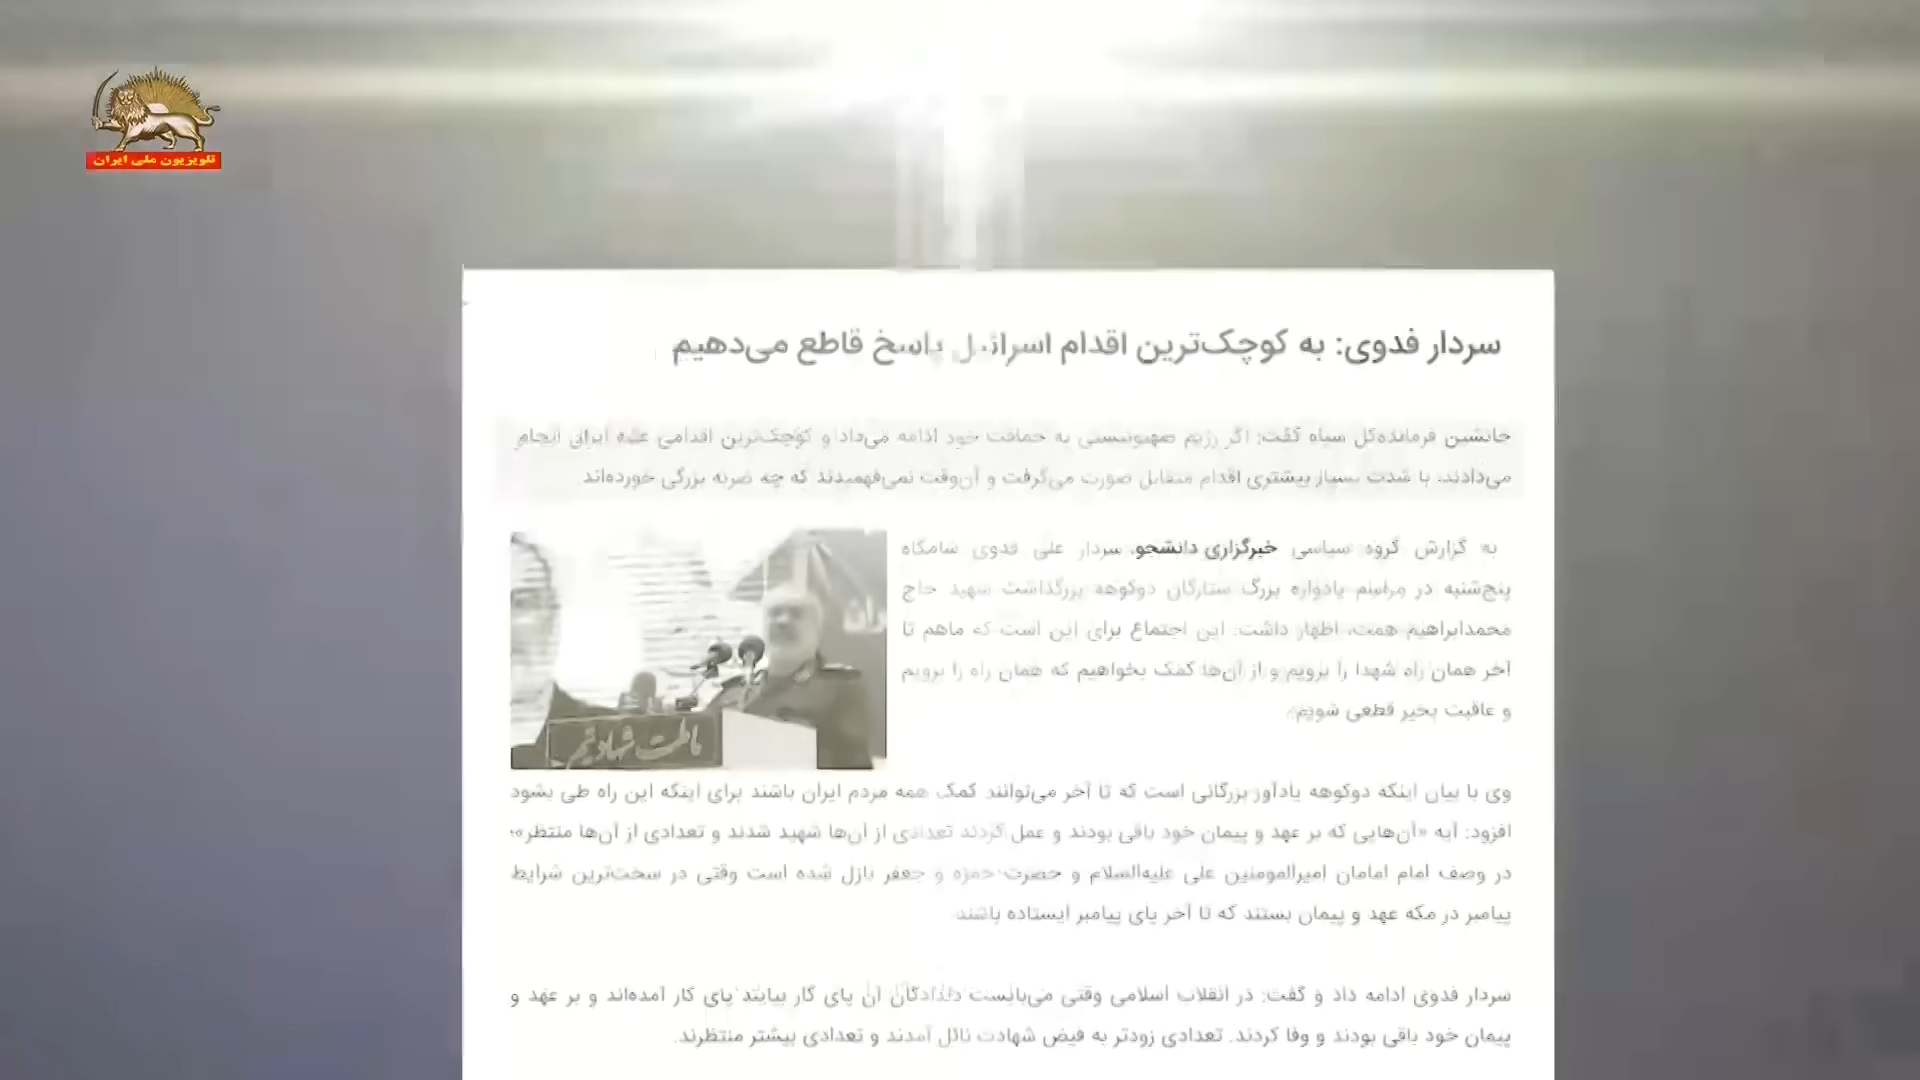 تلویزیون ملی ایران
سردار فدوی: به کوچک‌ترین اقدام اسرائیل پاسخ قاطع می‌دهیم
جانشین فرمانده‌کل سپاه گفت: اگر رژیم صهیونیستی به حماقت خود ادامه می‌داد و کوچک‌ترین اقدامی علیه ایران انجام
می‌دادند، با شدت بسیار بیشتری اقدام متقابل صورت می‌گرفت و آن‌وقت نمی‌فهمیدند که چه ضربه بزرگی خورده‌اند
به گزارش گروه سیاسی خبرگزاری دانشجو، سردار علی فدوی شامگاه
پنج‌شنبه در مراسم یادواره بزرگ ستارگان دوکوهه بزرگداشت شهید حاج
محمدابراهیم همت، اظهار داشت: این اجتماع برای این است که ماهم تا
آخر همان راه شهدا را برویم و از آن‌ها کمک بخواهیم که همان راه را برویم
و عاقبت بخیر قطعی شویم.
ما ملت شهادتیم
وی با بیان اینکه دوکوهه یادآور بزرگانی است که تا آخر می‌توانند کمک همه مردم ایران باشند برای اینکه این راه طی بشود
افزود: آیه «آن‌هایی که بر عهد و پیمان خود باقی بودند و عمل کردند تعدادی از آن‌ها شهید شدند و تعدادی از آن‌ها منتظر»؛
در وصف امام امامان امیرالمومنین علی علیه‌السلام و حضرت حمزه و جعفر نازل شده است وقتی در سخت‌ترین شرایط
پیامبر در مکه عهد و پیمان بستند که تا آخر پای پیامبر ایستاده باشند.
سردار فدوی ادامه داد و گفت: در انقلاب اسلامی وقتی می‌بایست دلدادگان آن پای کار بیایند پای کار آمده‌اند و بر عهد و
پیمان خود باقی بودند و وفا کردند. تعدادی زودتر به فیض شهادت نائل آمدند و تعدادی بیشتر منتظرند.